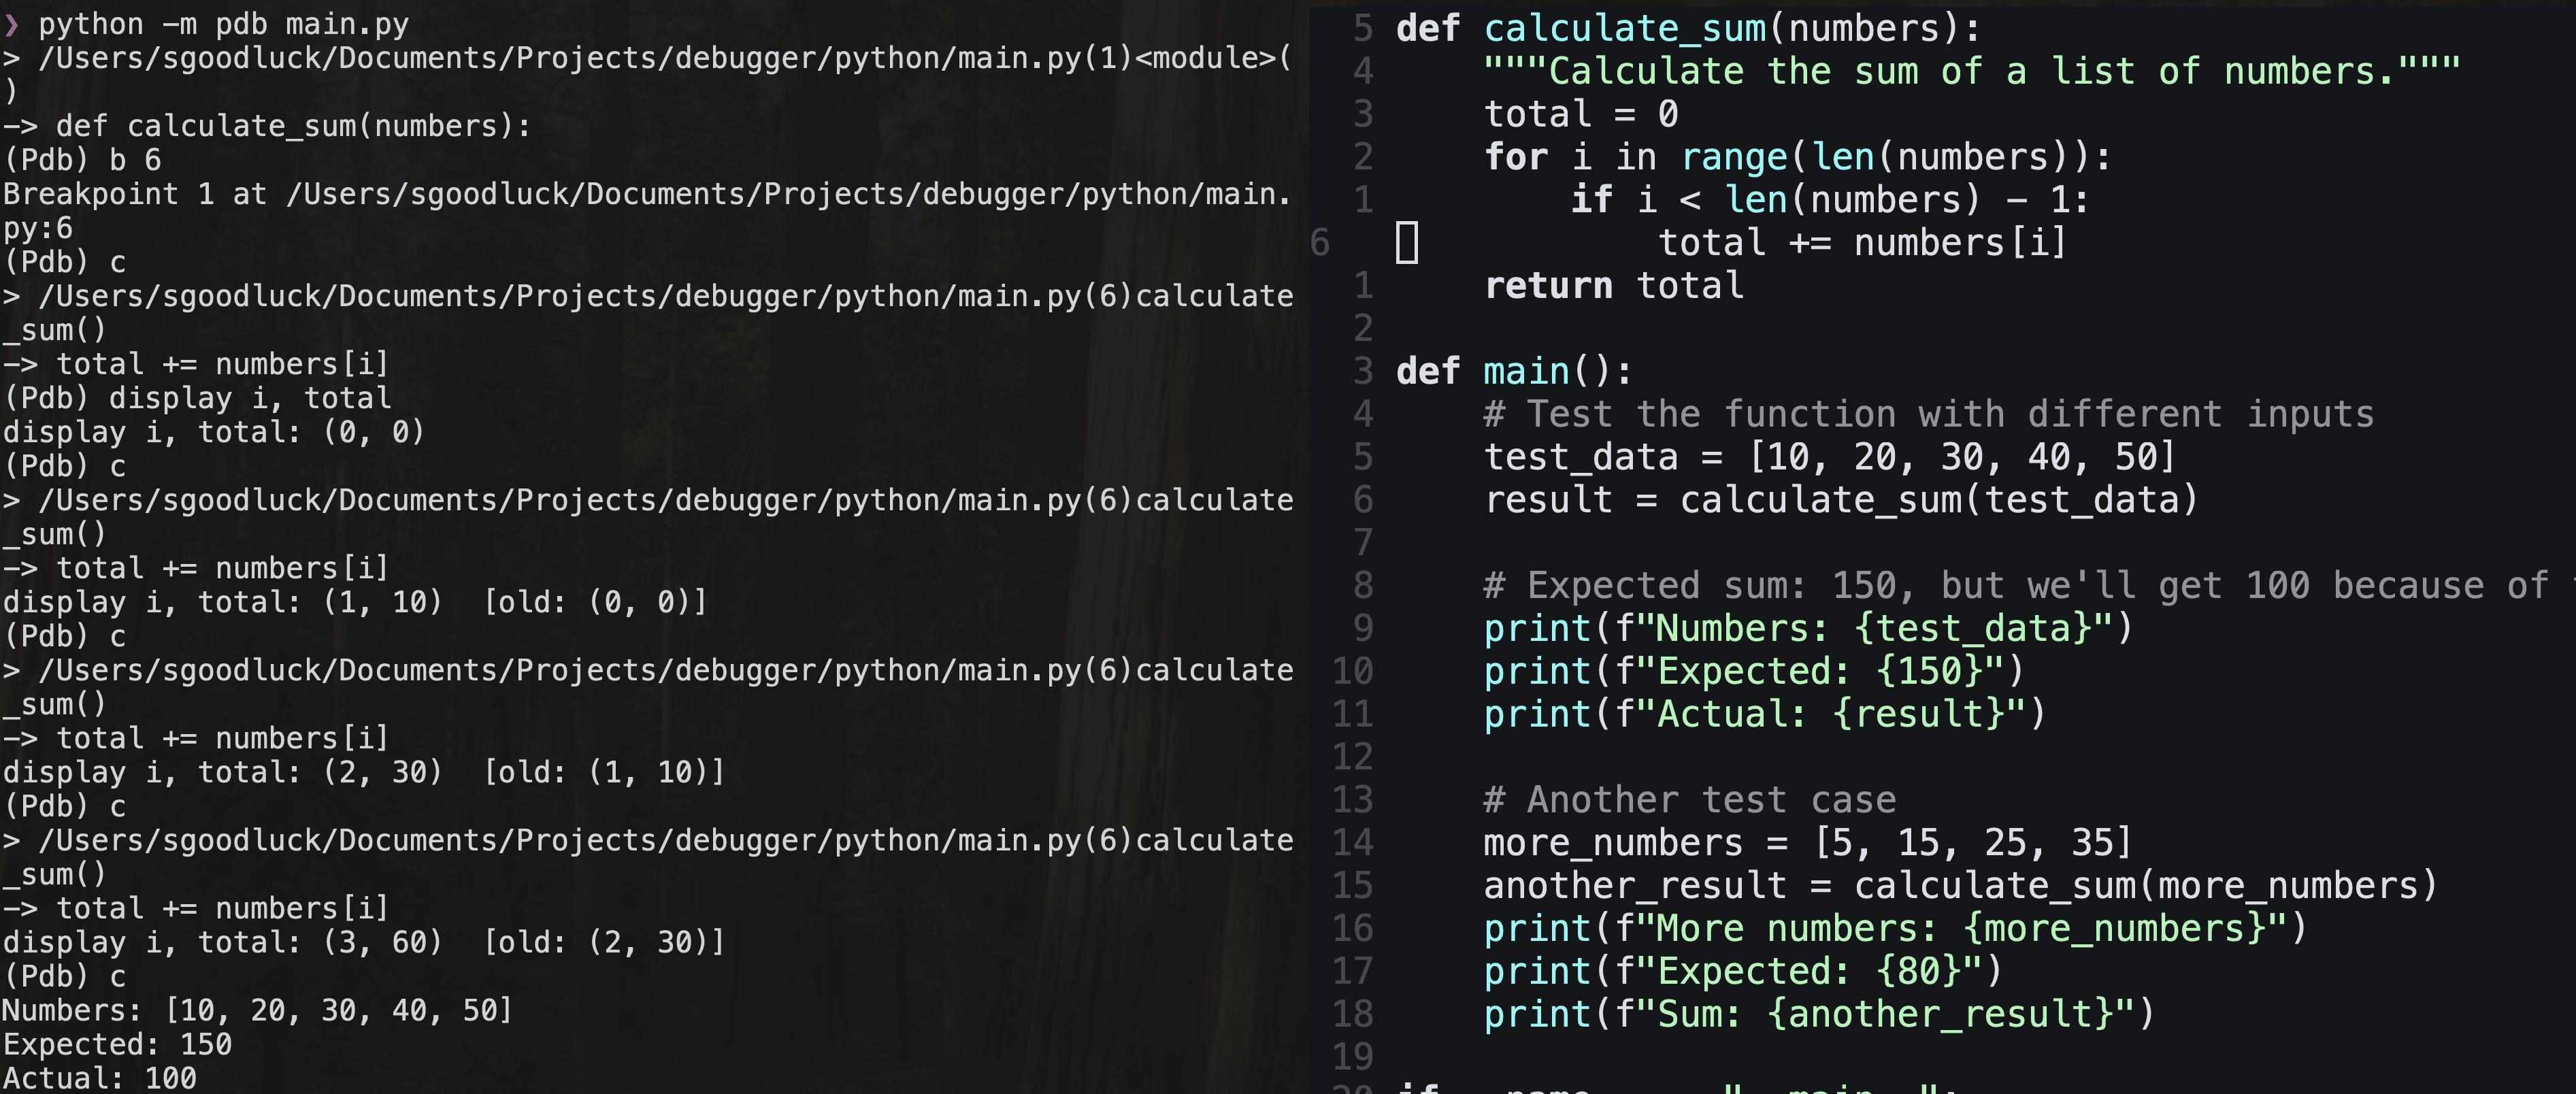 ❯ python -m pdb main.py
> /Users/sgoodluck/Documents/Projects/debugger/python/main.py(1)<module>(
)
-> def calculate_sum(numbers):
(Pdb) b 6
Breakpoint 1 at /Users/sgoodluck/Documents/Projects/debugger/python/main.
py:6
(Pdb) c
> /Users/sgoodluck/Documents/Projects/debugger/python/main.py(6)calculate
_sum()
-> total += numbers[i]
(Pdb) display i, total
display i, total: (0, 0)
(Pdb) c
> /Users/sgoodluck/Documents/Projects/debugger/python/main.py(6)calculate
_sum()
-> total += numbers[i]
display i, total: (1, 10)  [old: (0, 0)]
(Pdb) c
> /Users/sgoodluck/Documents/Projects/debugger/python/main.py(6)calculate
_sum()
-> total += numbers[i]
display i, total: (2, 30)  [old: (1, 10)]
(Pdb) c
> /Users/sgoodluck/Documents/Projects/debugger/python/main.py(6)calculate
_sum()
-> total += numbers[i]
display i, total: (3, 60)  [old: (2, 30)]
(Pdb) c
Numbers: [10, 20, 30, 40, 50]
Expected: 150
Actual: 100
5 def calculate_sum(numbers):
4     """Calculate the sum of a list of numbers."""
3     total = 0
2     for i in range(len(numbers)):
1         if i < len(numbers) - 1:
6             total += numbers[i]
1     return total
2
3 def main():
4     # Test the function with different inputs
5     test_data = [10, 20, 30, 40, 50]
6     result = calculate_sum(test_data)
7
8     # Expected sum: 150, but we'll get 100 because of
9     print(f"Numbers: {test_data}")
10     print(f"Expected: {150}")
11     print(f"Actual: {result}")
12
13     # Another test case
14     more_numbers = [5, 15, 25, 35]
15     another_result = calculate_sum(more_numbers)
16     print(f"More numbers: {more_numbers}")
17     print(f"Expected: {80}")
18     print(f"Sum: {another_result}")
19